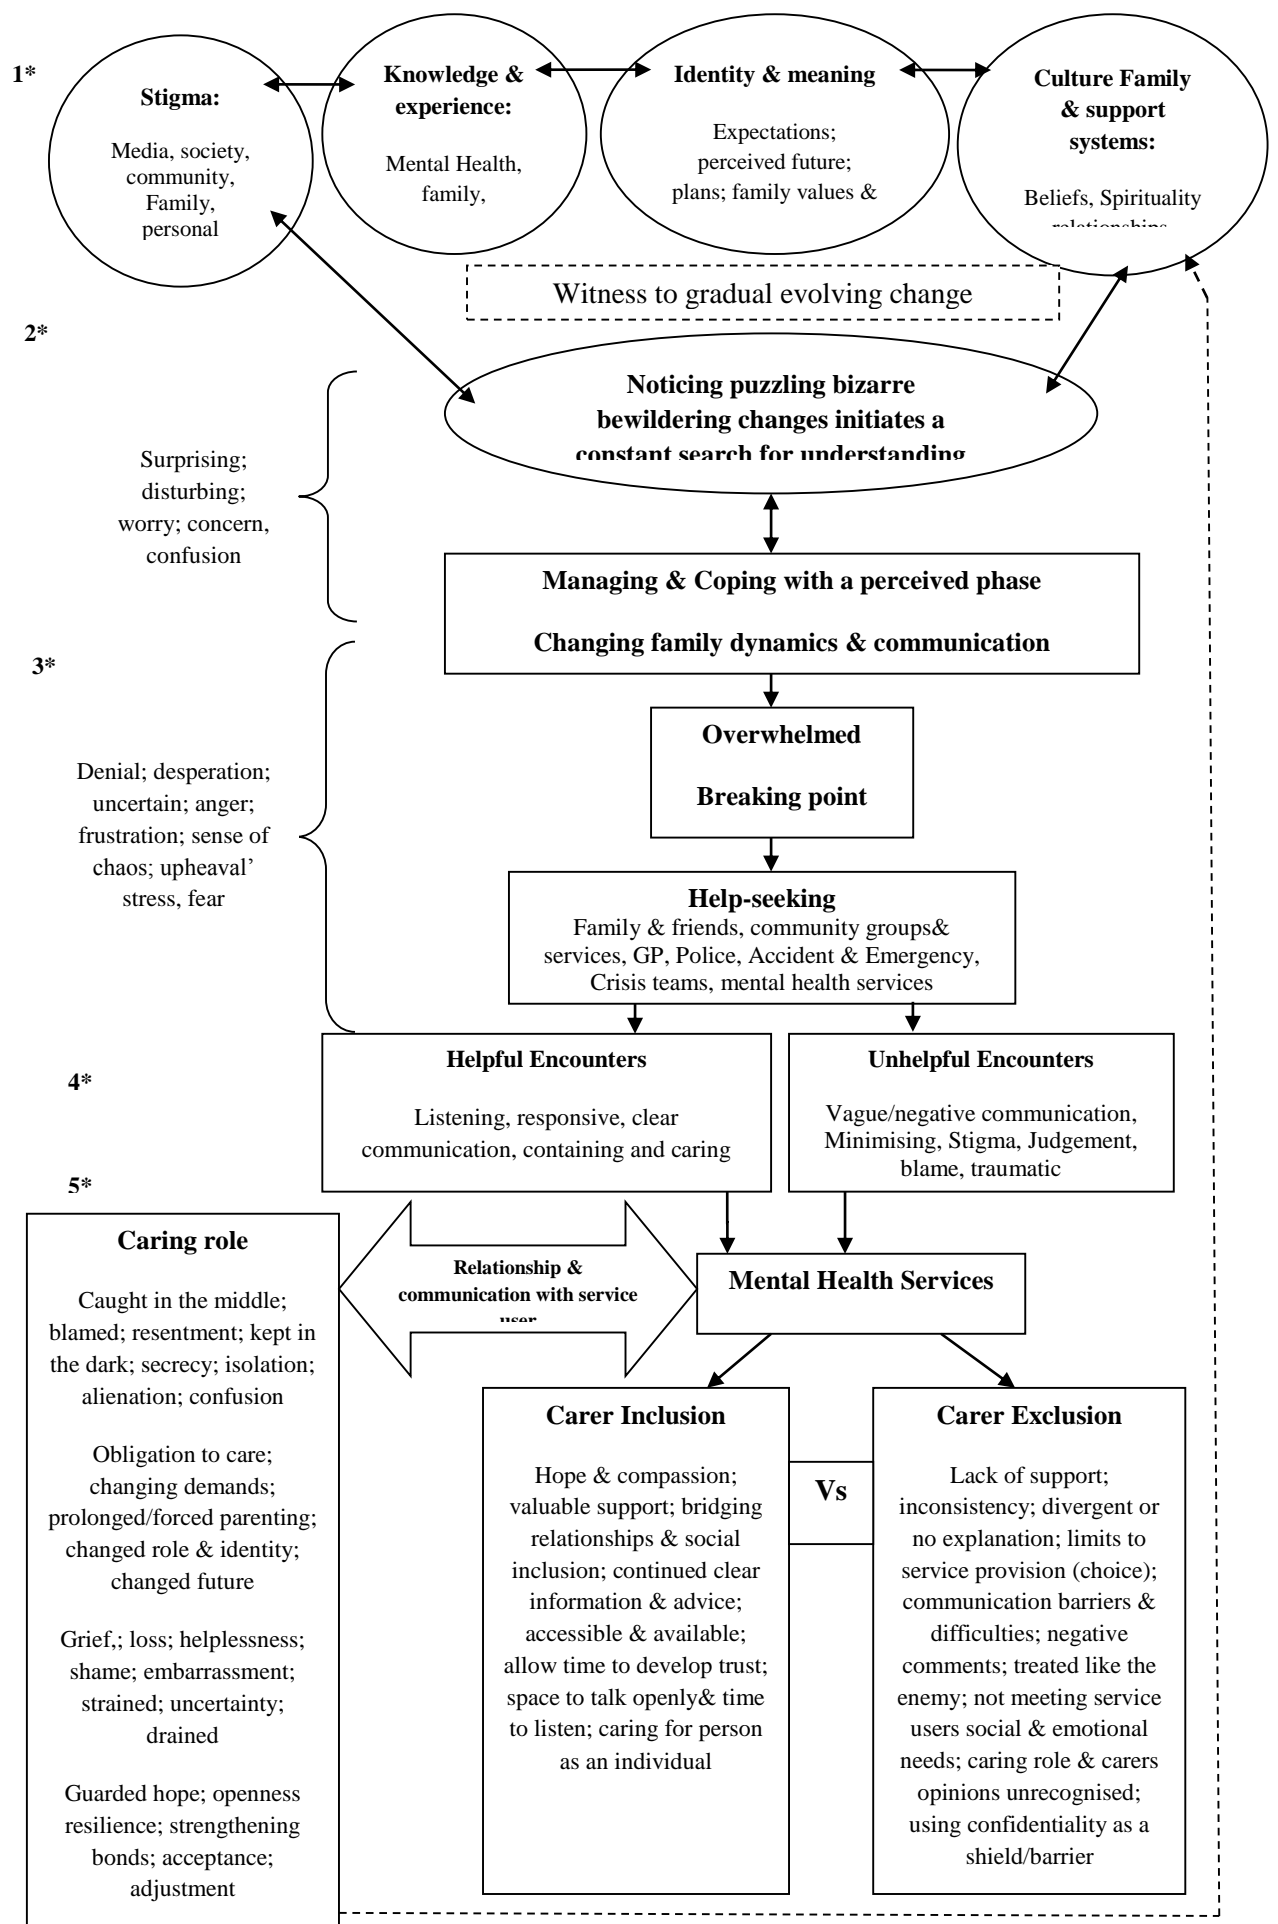 1*
Stigma:
Media, society,
community,
Family,
personal
Knowledge &
experience:
Mental Health,
family,
Identity & meaning
Expectations;
perceived future;
plans; family values &
Culture Family
& support
systems:
Beliefs, Spirituality
relationships
Witness to gradual evolving change
2*
Noticing puzzling bizarre
bewildering changes initiates a
constant search for understanding
Surprising;
disturbing;
worry; concern,
confusion
Managing & Coping with a perceived phase
Changing family dynamics & communication
3*
Overwhelmed
Breaking point
Denial; desperation;
uncertain; anger;
frustration; sense of
chaos; upheaval’
stress, fear
Help-seeking
Family & friends, community groups&
services, GP, Police, Accident & Emergency,
Crisis teams, mental health services
4*
Helpful Encounters
Listening, responsive, clear
communication, containing and caring
Unhelpful Encounters
Vague/negative communication,
Minimising, Stigma, Judgement,
blame, traumatic
5*
Caring role
Caught in the middle;
blamed; resentment; kept in
the dark; secrecy; isolation;
alienation; confusion
Obligation to care;
changing demands;
prolonged/forced parenting;
changed role & identity;
changed future
Grief,; loss; helplessness;
shame; embarrassment;
strained; uncertainty;
drained
Guarded hope; openness
resilience; strengthening
bonds; acceptance;
adjustment
Relationship &
communication with service
user
Mental Health Services
Carer Inclusion
Hope & compassion;
valuable support; bridging
relationships & social
inclusion; continued clear
information & advice;
accessible & available;
allow time to develop trust;
space to talk openly& time
to listen; caring for person
as an individual
Vs
Carer Exclusion
Lack of support;
inconsistency; divergent or
no explanation; limits to
service provision (choice);
communication barriers &
difficulties; negative
comments; treated like the
enemy; not meeting service
users social & emotional
needs; caring role & carers
opinions unrecognised;
using confidentiality as a
shield/barrier